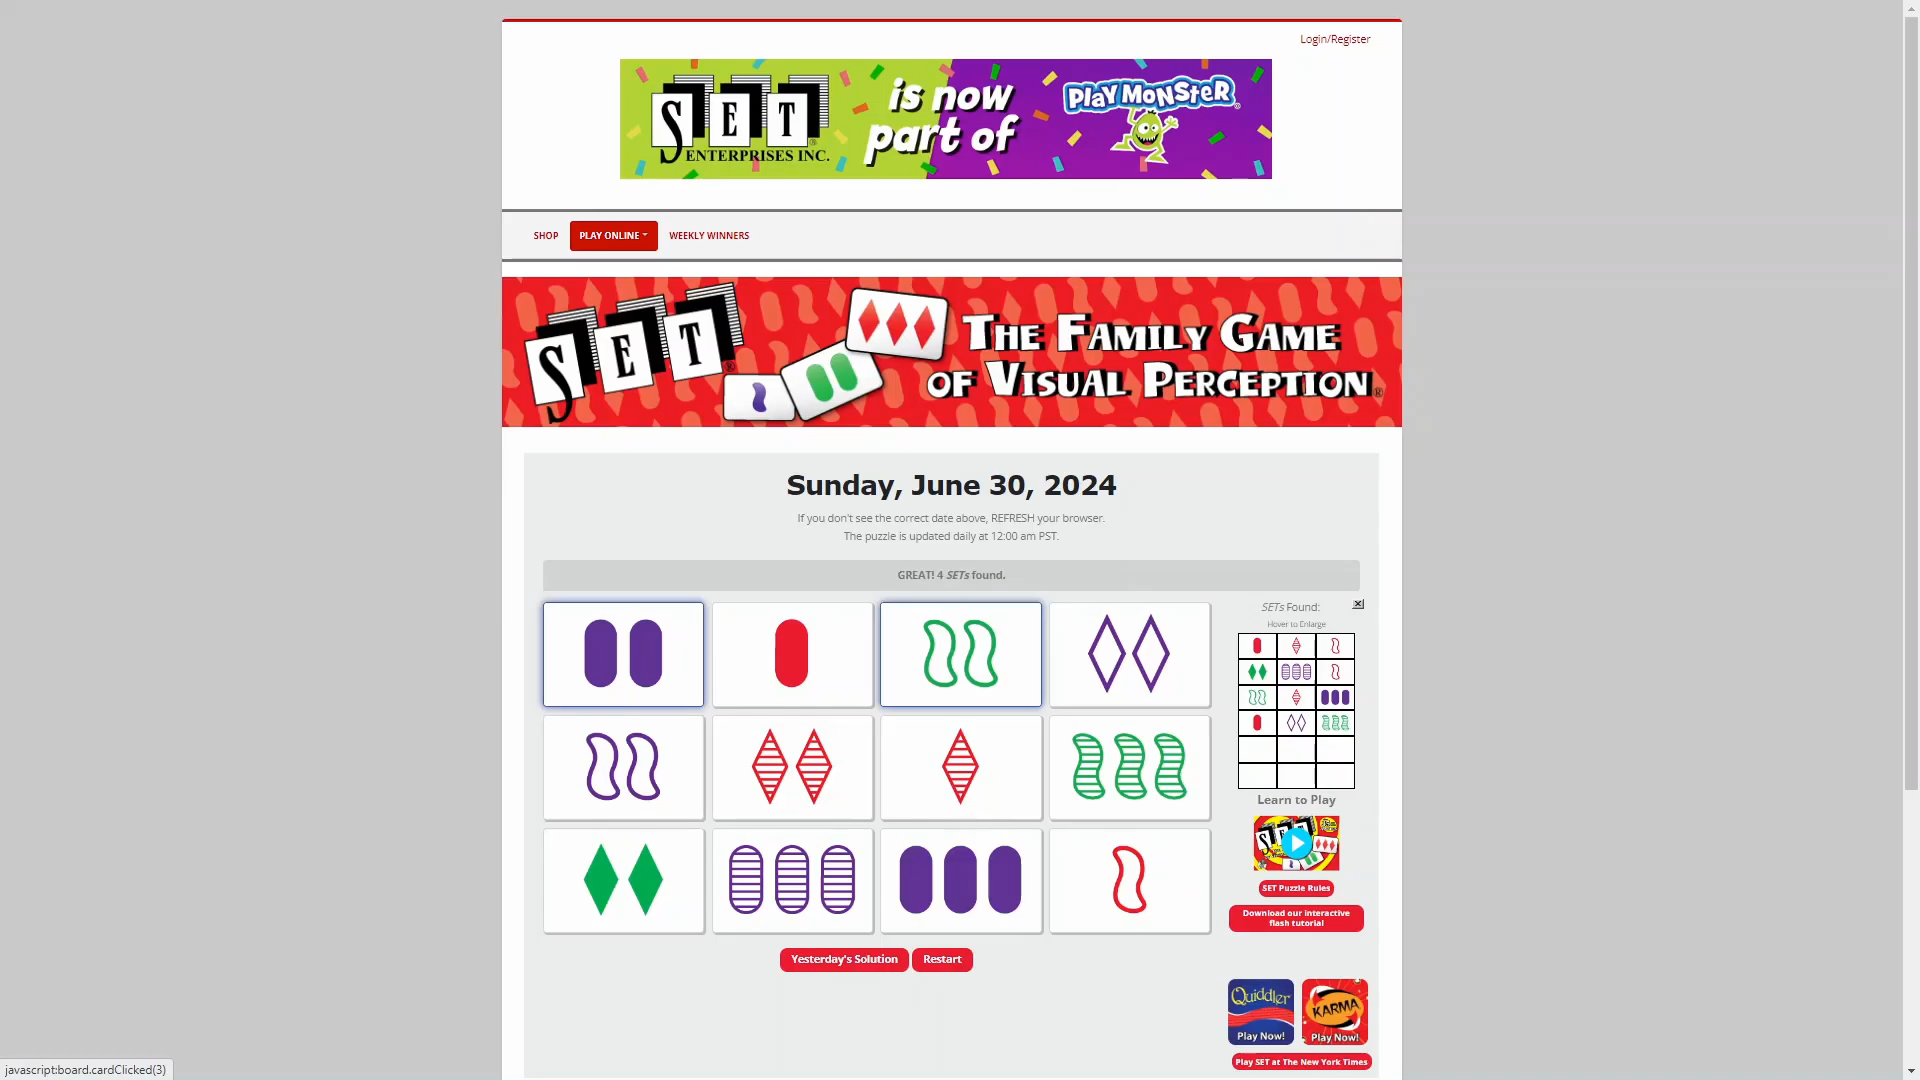 Login/Register
SET
ENTERPRISES INC.
is now
part of
PLAY MONSTER
SHOP
PLAY ONLINE
WEEKLY WINNERS
SET
THE FAMILY GAME
OF VISUAL PERCEPTION
Sunday, June 30, 2024
If you don't see the correct date above, REFRESH your browser.
The puzzle is updated daily at 12:00 am PST.
GREAT! 4 SETs found.
SETs Found:
Hover to Enlarge
Learn to Play
SET
SET Puzzle Rules
Download our interactive
flash tutorial
Yesterday's Solution
Restart
Quiddler
Play Now!
KARMA
Play Now!
Play SET at The New York Times
javascript:board.cardClicked(3)